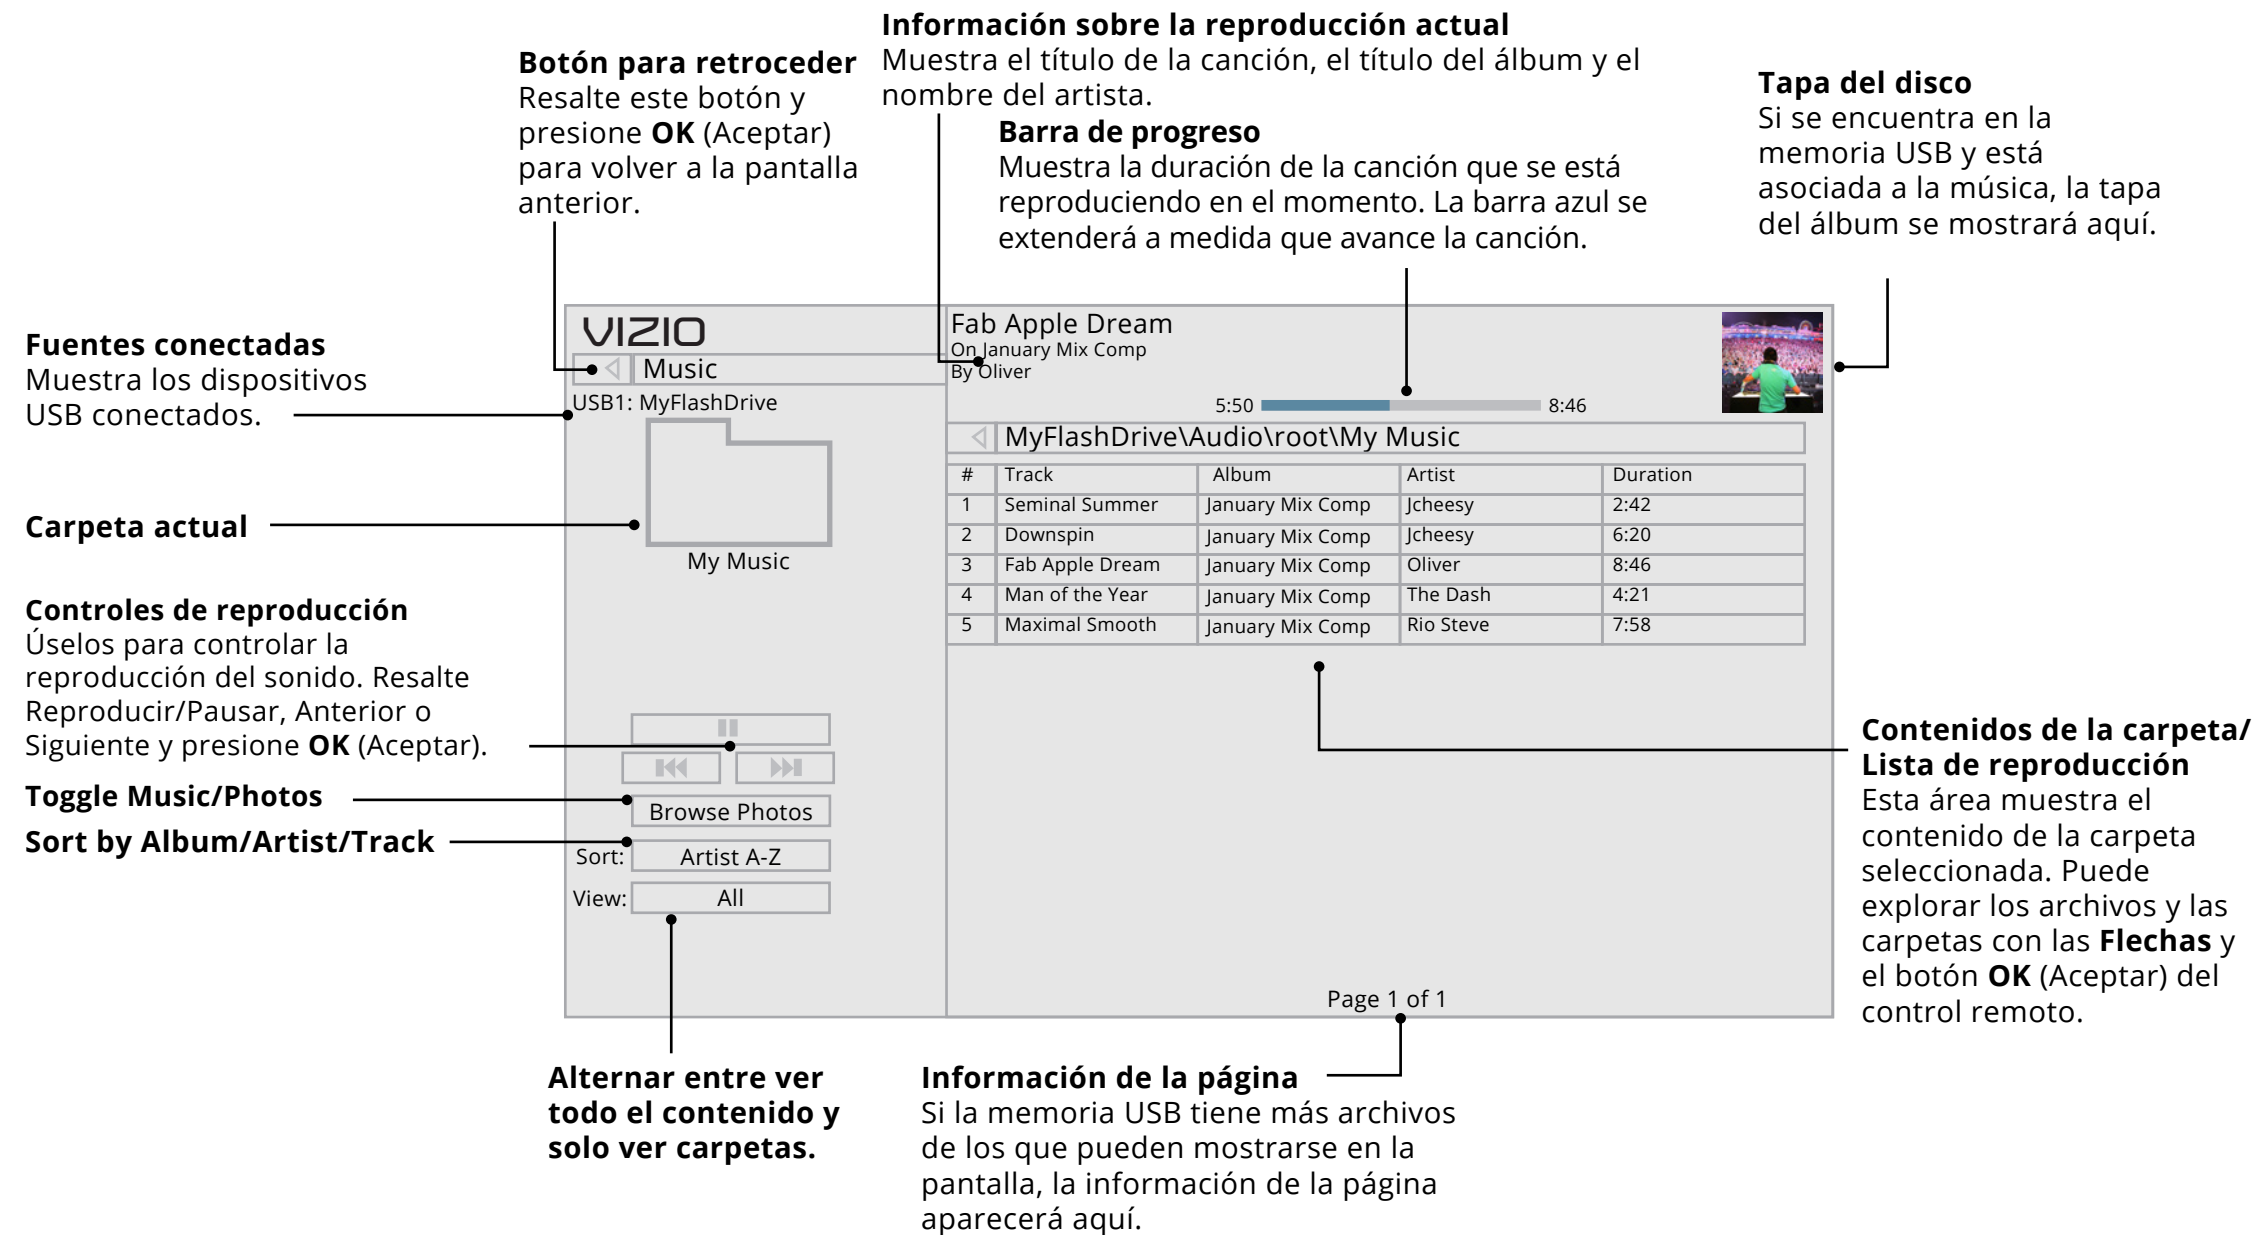 Información sobre la reproducción actual
Muestra el título de la canción, el título del álbum y el
nombre del artista.
Botón para retroceder
Resalte este botón y
presione OK (Aceptar)
para volver a la pantalla
anterior.
Barra de progreso
Muestra la duración de la canción que se está
reproduciendo en el momento. La barra azul se
extenderá a medida que avance la canción.
Tapa del disco
Si se encuentra en la
memoria USB y está
asociada a la música, la tapa
del álbum se mostrará aquí.
Fuentes conectadas
Muestra los dispositivos
USB conectados.
Carpeta actual
Controles de reproducción
Úselos para controlar la
reproducción del sonido. Resalte
Reproducir/Pausar, Anterior o
Siguiente y presione OK (Aceptar).
Toggle Music/Photos
Sort by Album/Artist/Track
VIZIO
Music
USB1: MyFlashDrive
My Music
Browse Photos
Sort: Artist A-Z
View: All
Fab Apple Dream
On January Mix Comp
By Oliver
5:50 8:46
MyFlashDrive\Audio\root\My Music
# Track Album Artist Duration
1 Seminal Summer January Mix Comp Jcheesy 2:42
2 Downspin January Mix Comp Jcheesy 6:20
3 Fab Apple Dream January Mix Comp Oliver 8:46
4 Man of the Year January Mix Comp The Dash 4:21
5 Maximal Smooth January Mix Comp Rio Steve 7:58
Page 1 of 1
Contenidos de la carpeta/
Lista de reproducción
Esta área muestra el
contenido de la carpeta
seleccionada. Puede
explorar los archivos y las
carpetas con las Flechas y
el botón OK (Aceptar) del
control remoto.
Alternar entre ver
todo el contenido y
solo ver carpetas.
Información de la página
Si la memoria USB tiene más archivos
de los que pueden mostrarse en la
pantalla, la información de la página
aparecerá aquí.